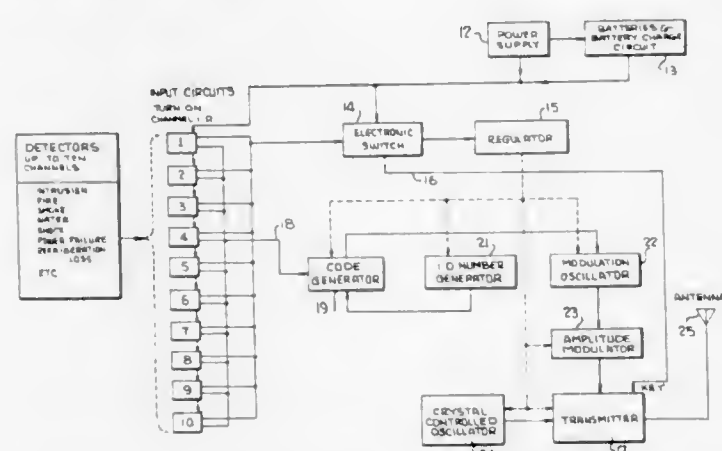 12
POWER
SUPPLY
BATTERIES OR
BATTERY CHARGE
CIRCUIT
13
INPUT CIRCUITS
TURN ON
14
ELECTRONIC
SWITCH
15
REGULATOR
16
DETECTORS
UP TO TEN
CHANNELS
INTRUSION
FIRE
SMOKE
WATER
POWER FAILURE
REFRIGERATION
LOSS
ETC
1
2
3
4
5
6
7
8
9
10
18
CODE
GENERATOR
19
21
I D NUMBER
GENERATOR
MODULATION
OSCILLATOR
22
23
AMPLITUDE
MODULATOR
ANTENNA
25
KEY
CRYSTAL
CONTROLLED
OSCILLATOR
TRANSMITTER